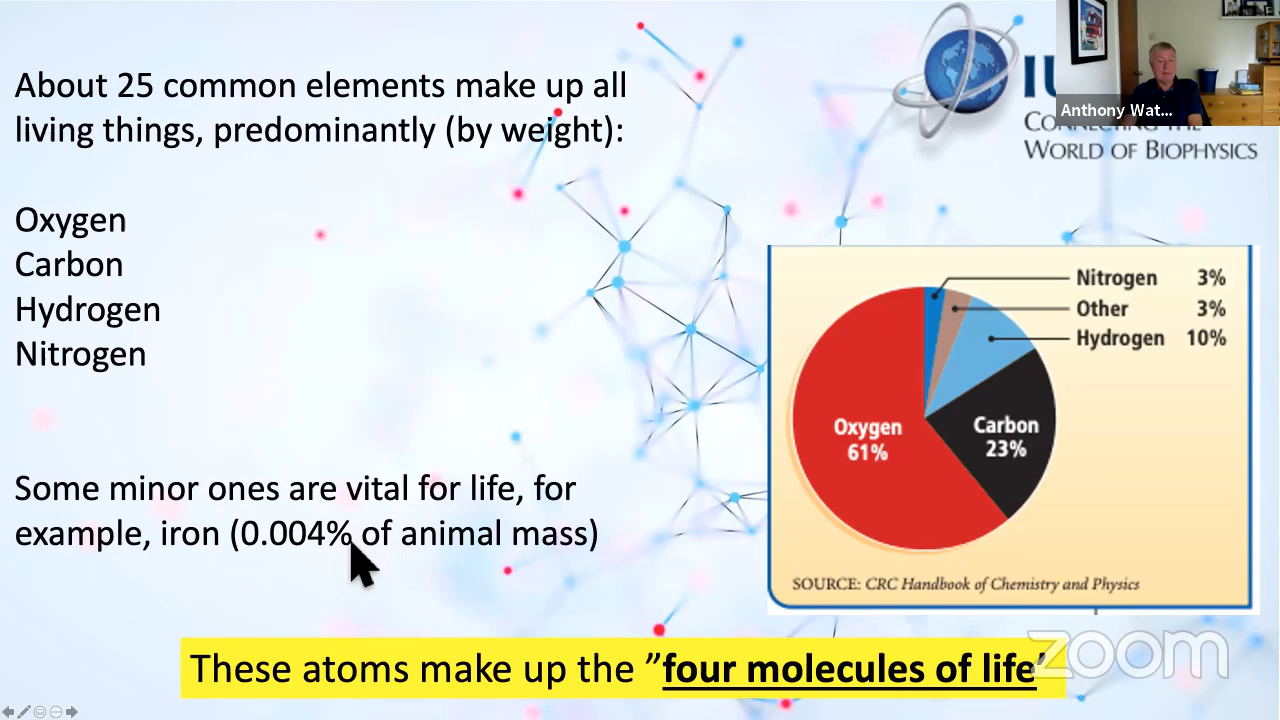 About 25 common elements make up all
living things, predominantly (by weight):
Oxygen
Carbon
Hydrogen
Nitrogen
Some minor ones are vital for life, for
example, iron (0.004% of animal mass)
These atoms make up the ”four molecules of life”
Anthony Wat...
CONNECTING THE
WORLD OF BIOPHYSICS
Nitrogen 3%
Other 3%
Hydrogen 10%
Oxygen
61%
Carbon
23%
SOURCE: CRC Handbook of Chemistry and Physics
zoom